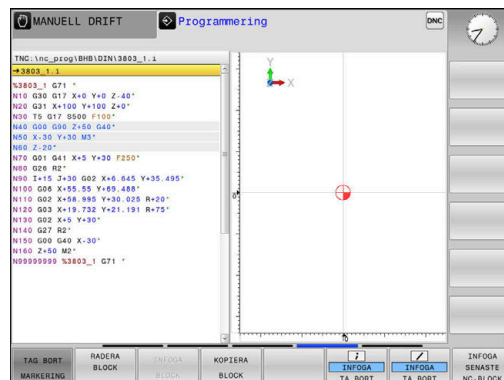 MANUELL DRIFT
Programmering
DNC
TNC:\nc_prog\BHB\DIN\3803_1.i
→3803_1.i
%3803_1 G71 *
N10 G30 G17 X+0 Y+0 Z-40*
N20 G31 X+100 Y+100 Z+0*
N30 T5 G17 S500 F100*
N40 G00 G90 Z+50 G40*
N50 X-30 Y+30 M3*
N60 Z-20*
N70 G01 G41 X+5 Y+30 F250*
N80 G26 R2*
N90 I+15 J+30 G02 X+6.645 Y+35.495*
N100 G06 X+55.55 Y+69.488*
N110 G02 X+58.995 Y+30.025 R+20*
N120 G03 X+19.732 Y+21.191 R+75*
N130 G02 X+5 Y+30*
N140 G27 R2*
N150 G00 G40 X-30*
N160 Z+50 M2*
N99999999 %3803_1 G71 *
Y
X
0
0
TAG BORT
MARKERING
RADERA
BLOCK
INFOGA
BLOCK
KOPIERA
BLOCK
INFOGA
TA BORT
INFOGA
TA BORT
INFOGA
SENASTE
NC-BLOCK